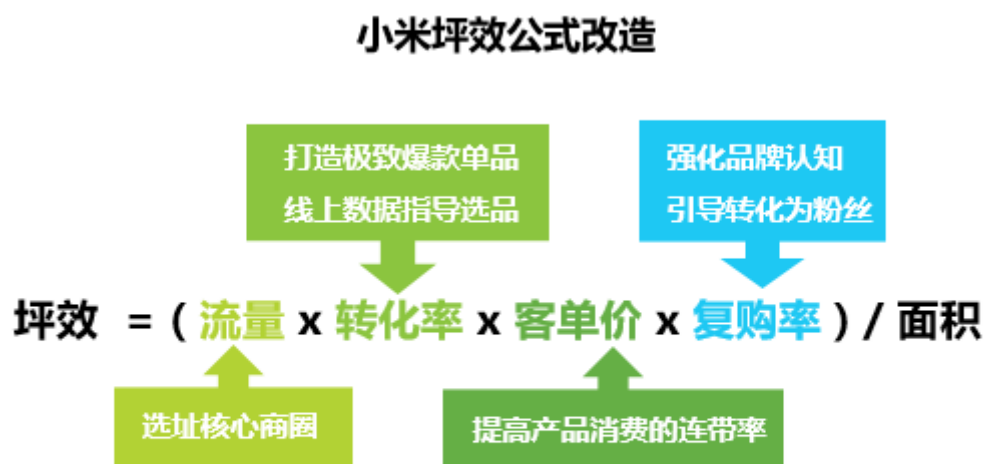 小米坪效公式改造
打造极致爆款单品
线上数据指导选品
强化品牌认知
引导转化为粉丝
坪效 = ( 流量 x 转化率 x 客单价 x 复购率 ) / 面积
选址核心商圈
提高产品消费的连带率